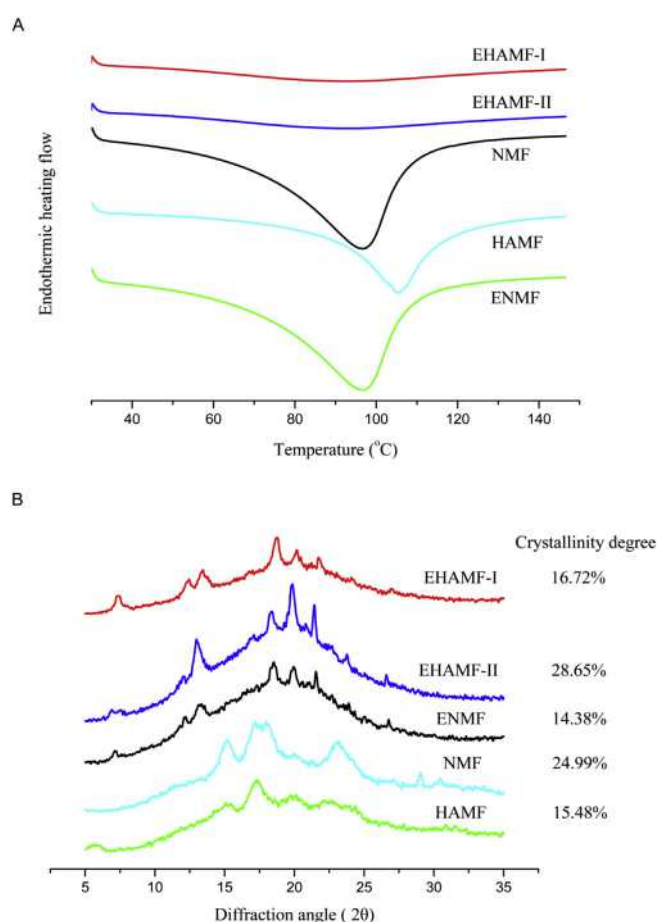 A
Endothermic heating flow
EHAMF-I
EHAMF-II
NMF
HAMF
ENMF
40 60 80 100 120 140
Temperature (°C)
B
Crystallinity degree
EHAMF-I 16.72%
EHAMF-II 28.65%
ENMF 14.38%
NMF 24.99%
HAMF 15.48%
5 10 15 20 25 30 35
Diffraction angle ( 2θ)